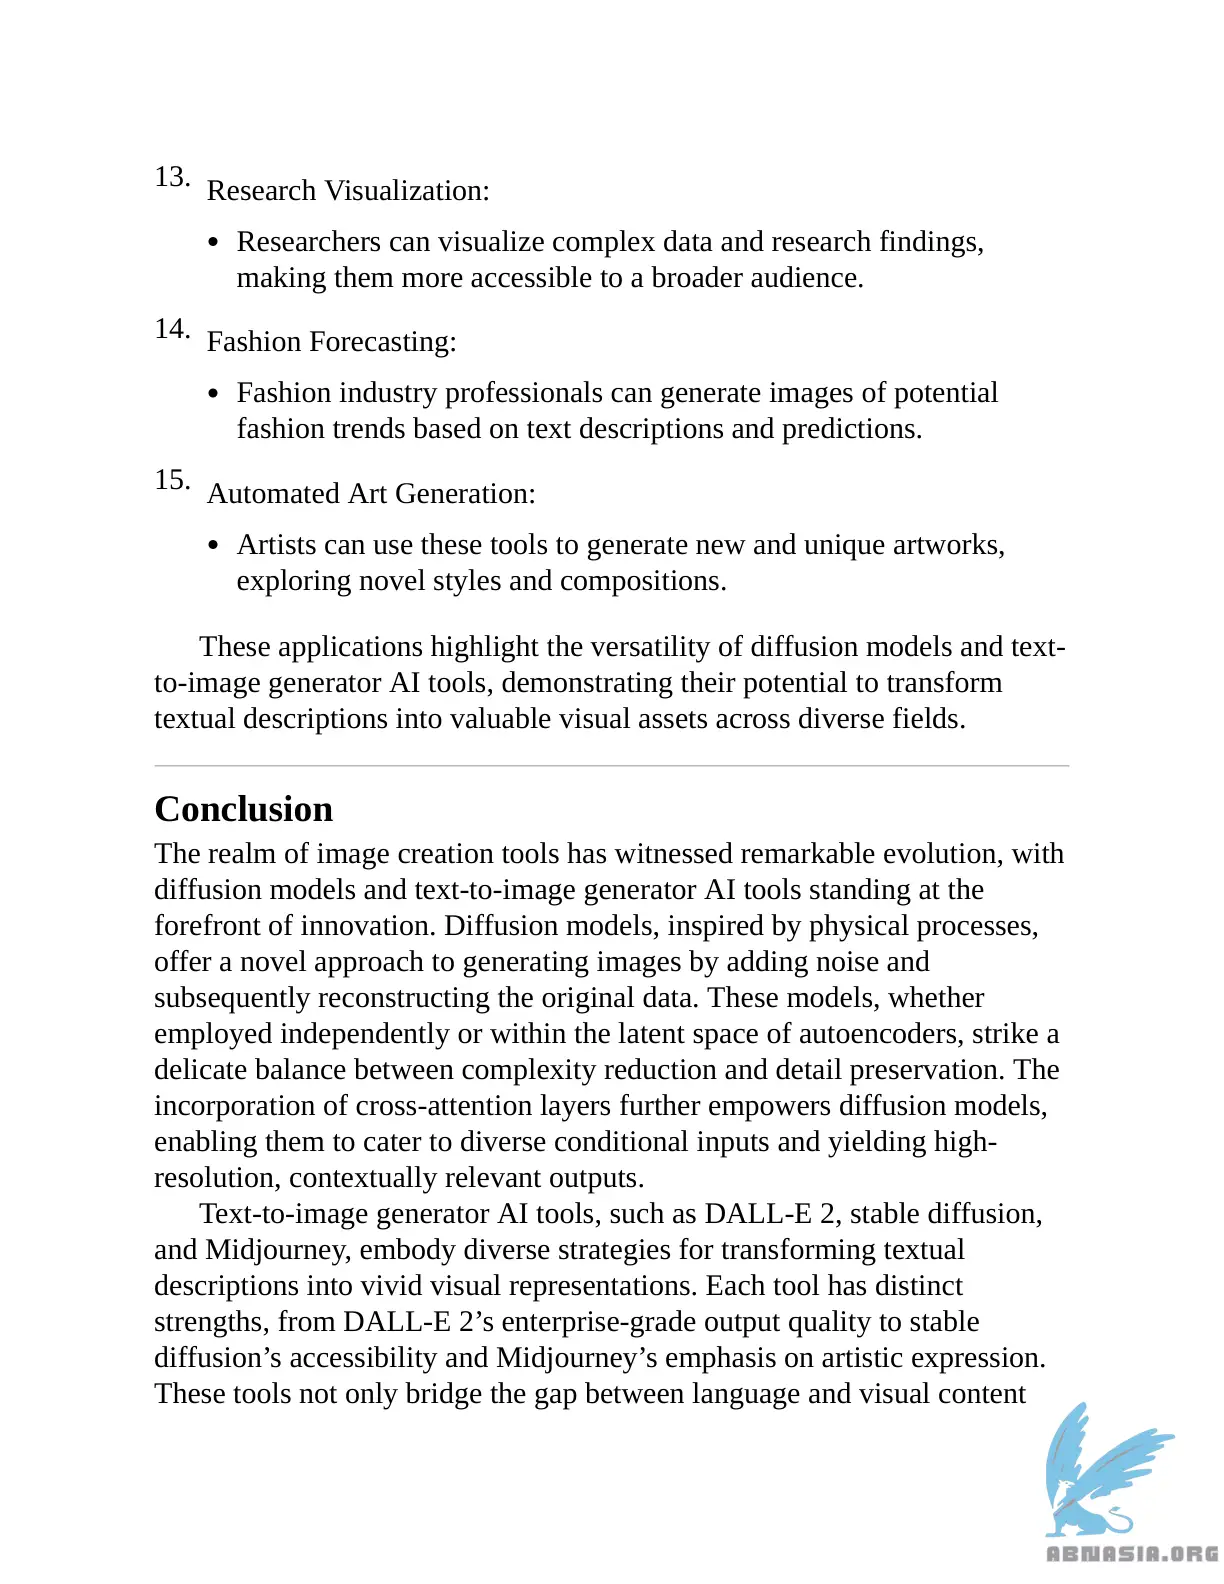 13. Research Visualization:
• Researchers can visualize complex data and research findings,
making them more accessible to a broader audience.
14. Fashion Forecasting:
• Fashion industry professionals can generate images of potential
fashion trends based on text descriptions and predictions.
15. Automated Art Generation:
• Artists can use these tools to generate new and unique artworks,
exploring novel styles and compositions.
These applications highlight the versatility of diffusion models and text-
to-image generator AI tools, demonstrating their potential to transform
textual descriptions into valuable visual assets across diverse fields.
Conclusion
The realm of image creation tools has witnessed remarkable evolution, with
diffusion models and text-to-image generator AI tools standing at the
forefront of innovation. Diffusion models, inspired by physical processes,
offer a novel approach to generating images by adding noise and
subsequently reconstructing the original data. These models, whether
employed independently or within the latent space of autoencoders, strike a
delicate balance between complexity reduction and detail preservation. The
incorporation of cross-attention layers further empowers diffusion models,
enabling them to cater to diverse conditional inputs and yielding high-
resolution, contextually relevant outputs.
Text-to-image generator AI tools, such as DALL-E 2, stable diffusion,
and Midjourney, embody diverse strategies for transforming textual
descriptions into vivid visual representations. Each tool has distinct
strengths, from DALL-E 2’s enterprise-grade output quality to stable
diffusion’s accessibility and Midjourney’s emphasis on artistic expression.
These tools not only bridge the gap between language and visual content
ABNASIA.ORG